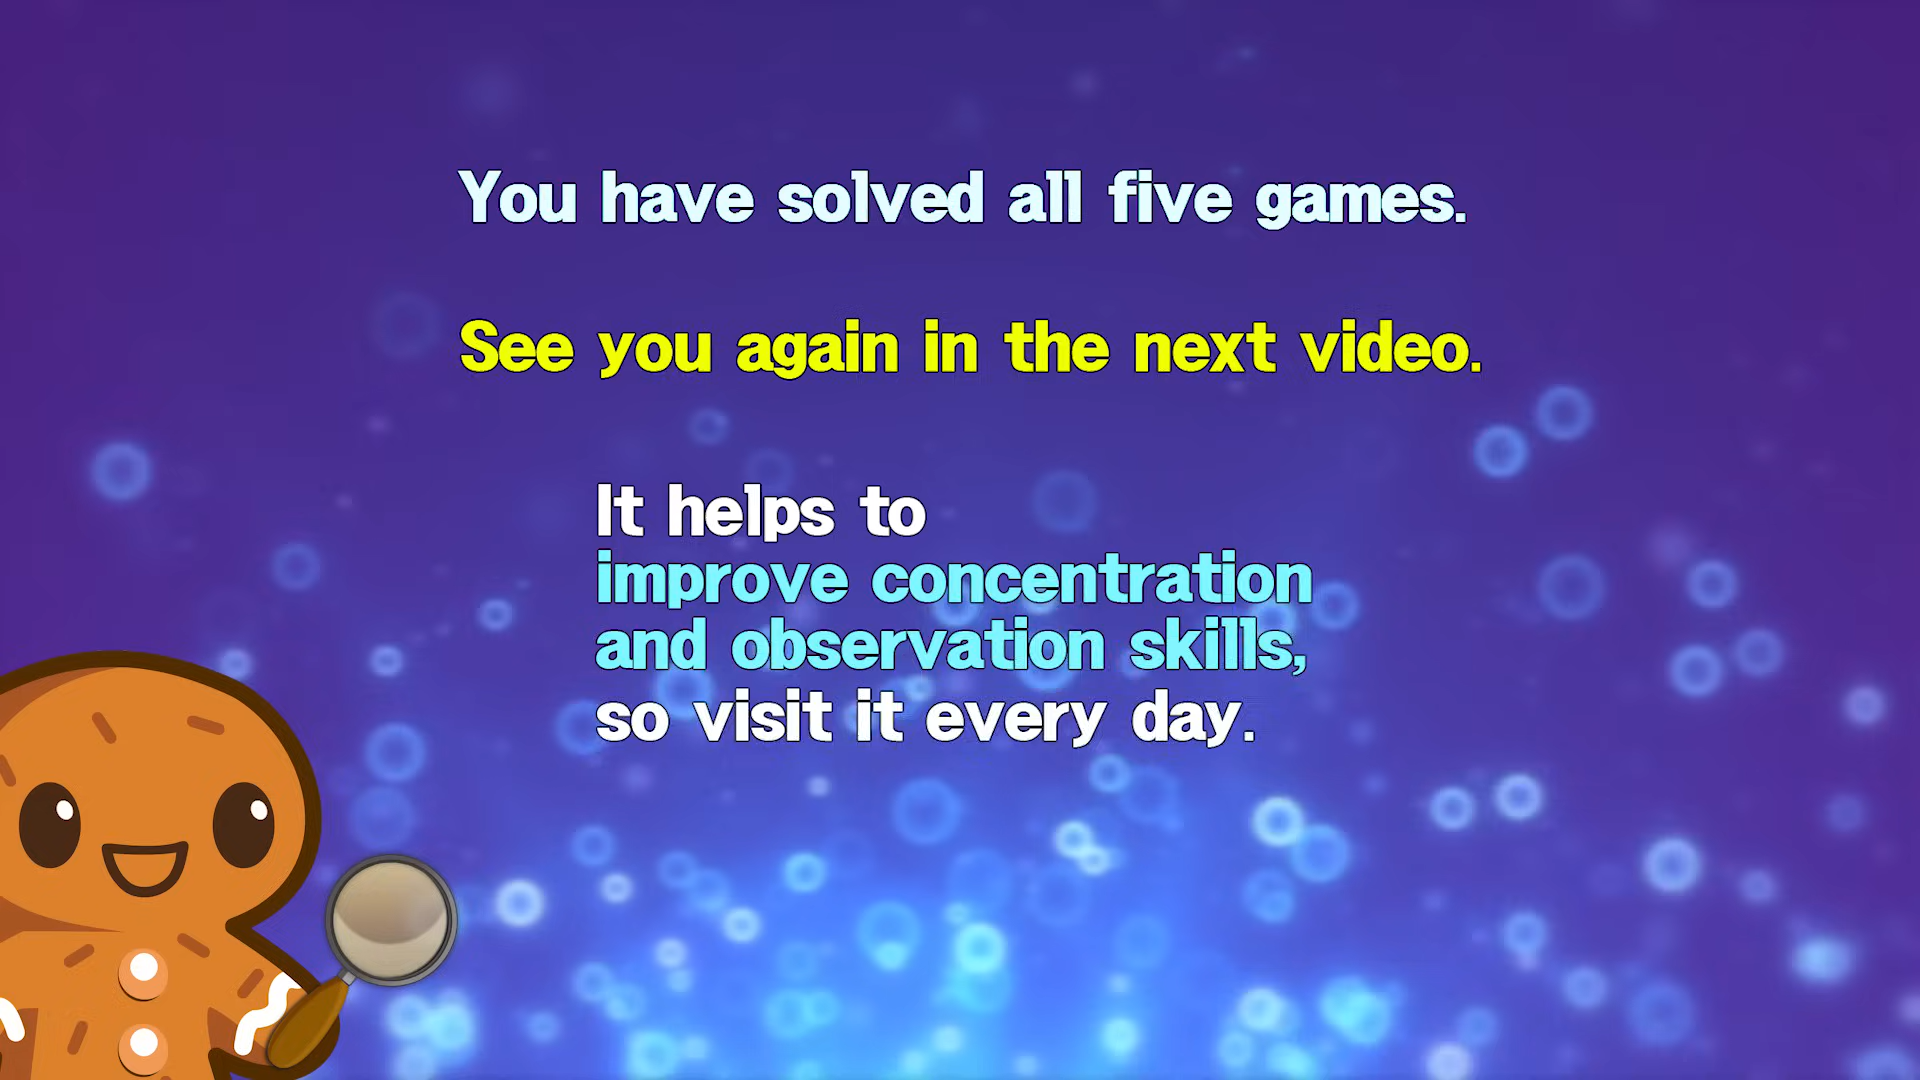 You have solved all five games.
See you again in the next video.
It helps to
improve concentration
and observation skills,
so visit it every day.